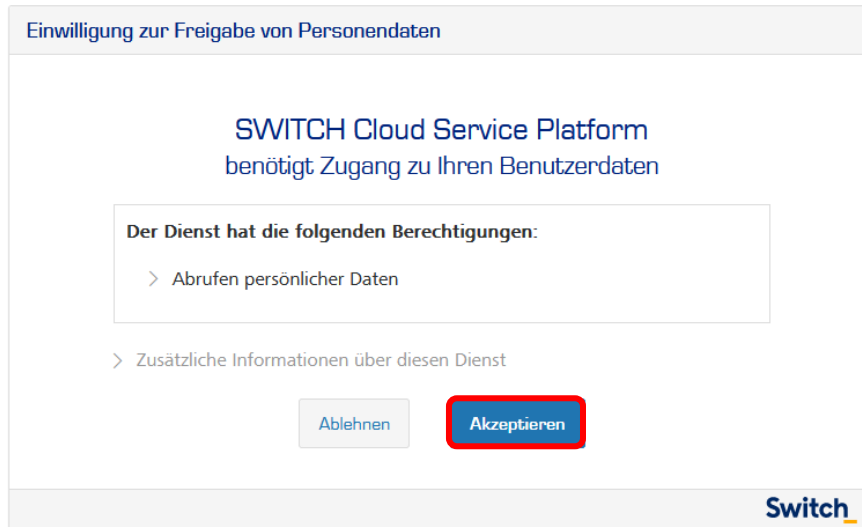 Einwilligung zur Freigabe von Personendaten
SWITCH Cloud Service Platform
benötigt Zugang zu Ihren Benutzerdaten
Der Dienst hat die folgenden Berechtigungen:
Abrufen persönlicher Daten
Zusätzliche Informationen über diesen Dienst
Ablehnen
Akzeptieren
Switch_